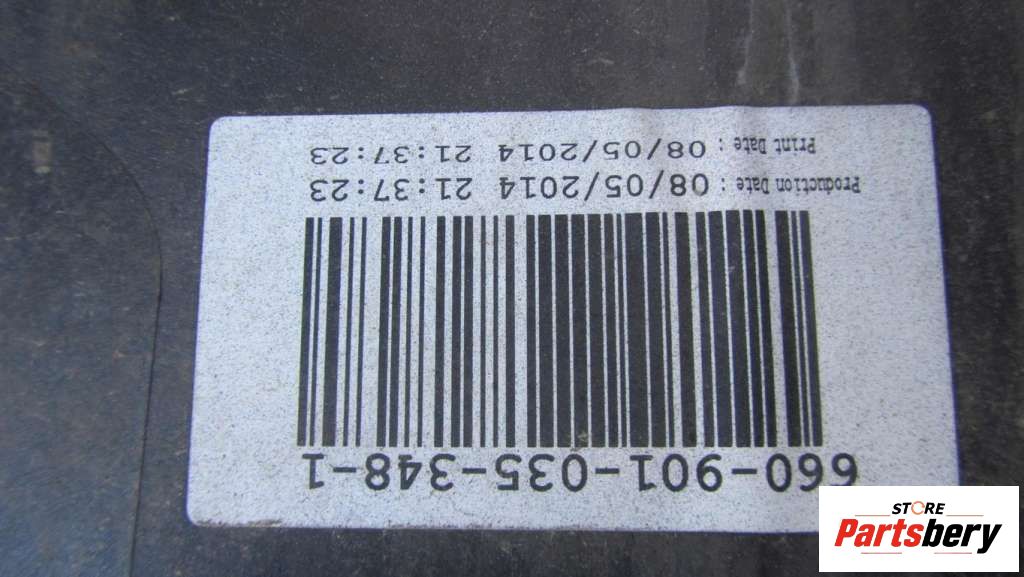 660-901-035-348-1
Production Date : 08/05/2014 21:37:23
Print Date : 08/05/2014 21:37:23
STORE
Partsbery